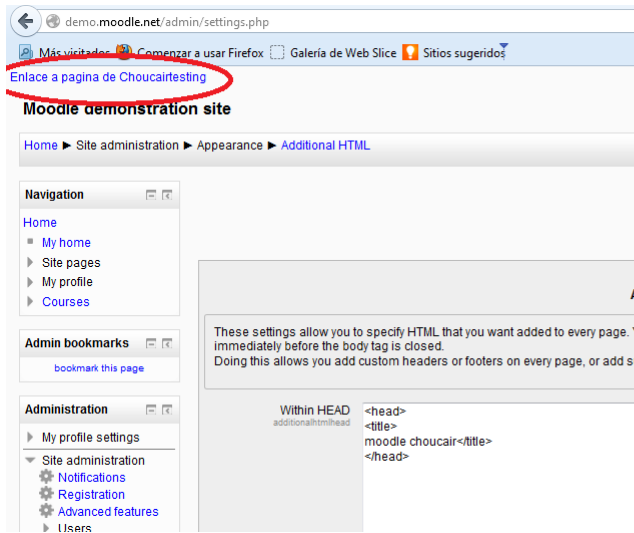 demo.moodle.net/admin/settings.php
Más visitados Comenzar a usar Firefox Galería de Web Slice Sitios sugeridos
Enlace a pagina de Choucairtesting
Moodle demonstration site
Home ► Site administration ► Appearance ► Additional HTML
Navigation
Home
My home
Site pages
My profile
Courses
Admin bookmarks
bookmark this page
Administration
My profile settings
Site administration
Notifications
Registration
Advanced features
Users
These settings allow you to specify HTML that you want added to every page.
immediately before the body tag is closed.
Doing this allows you add custom headers or footers on every page, or add s
Within HEAD
additionalhtmlhead
<head>
<title>
moodle choucair</title>
</head>